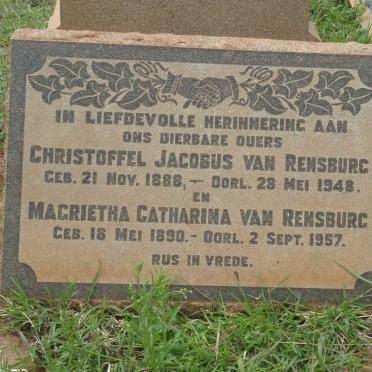 IN LIEFDEVOLLE HERINNERING AAN
ONS DIERBARE OUERS
CHRISTOFFEL JACOBUS VAN RENSBURG
GEB. 21 NOV. 1888, — OORL. 28 MEI 1948.
EN
MAGRIETHA CATHARINA VAN RENSBURG
GEB. 18 MEI 1890. — OORL. 2 SEPT. 1957.
RUS IN VREDE.